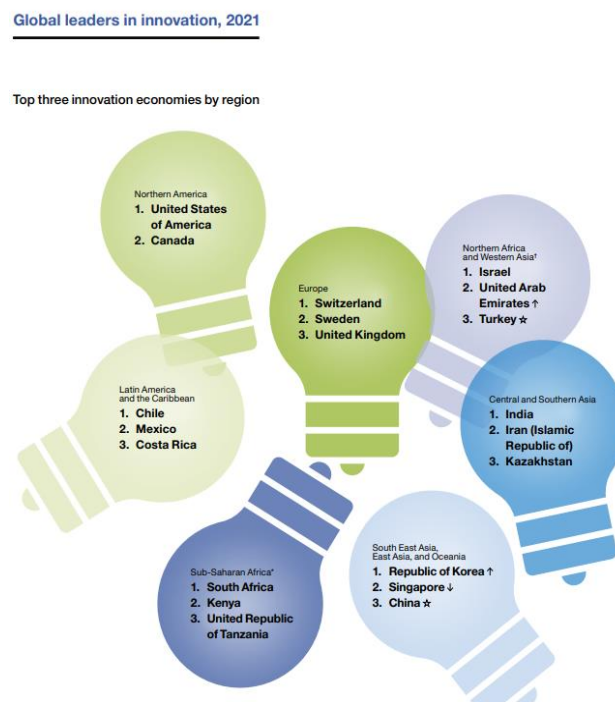 Global leaders in innovation, 2021
Top three innovation economies by region
Northern America
1. United States
of America
2. Canada
Europe
1. Switzerland
2. Sweden
3. United Kingdom
Northern Africa
and Western Asia†
1. Israel
2. United Arab
Emirates ↑
3. Turkey ☆
Latin America
and the Caribbean
1. Chile
2. Mexico
3. Costa Rica
Central and Southern Asia
1. India
2. Iran (Islamic
Republic of)
3. Kazakhstan
Sub-Saharan Africa*
1. South Africa
2. Kenya
3. United Republic
of Tanzania
South East Asia,
East Asia, and Oceania
1. Republic of Korea ↑
2. Singapore ↓
3. China ☆